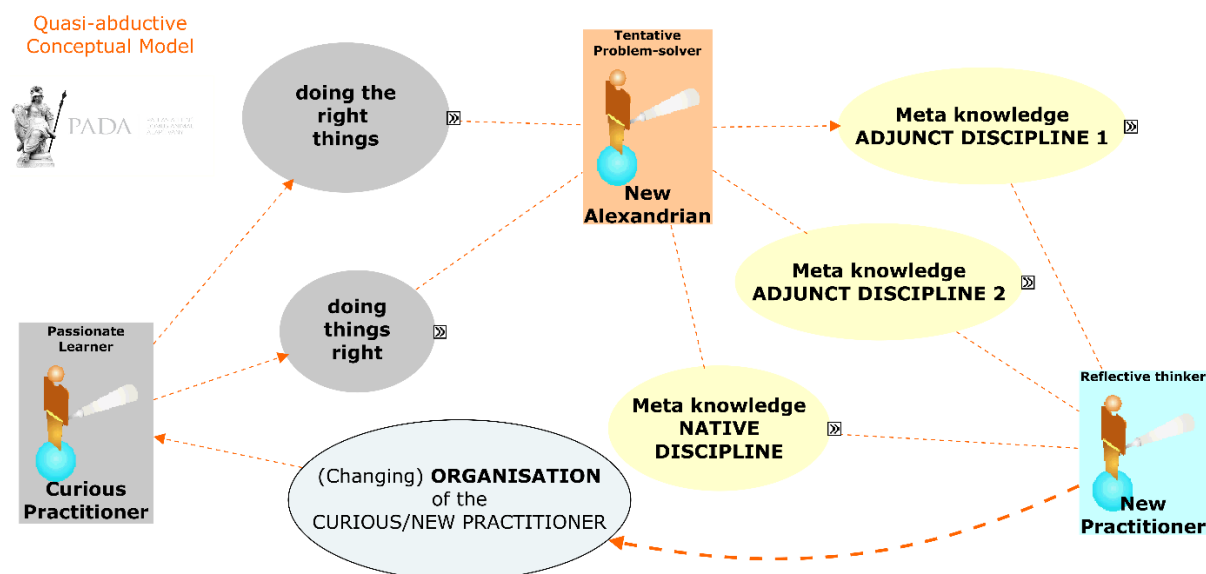 Quasi-abductive
Conceptual Model
PADA
doing the
right
things
Tentative
Problem-solver
New
Alexandrian
Meta knowledge
ADJUNCT DISCIPLINE 1
Meta knowledge
ADJUNCT DISCIPLINE 2
doing
things
right
Passionate
Learner
Curious
Practitioner
Meta knowledge
NATIVE
DISCIPLINE
Reflective thinker
New
Practitioner
(Changing) ORGANISATION
of the
CURIOUS/NEW PRACTITIONER